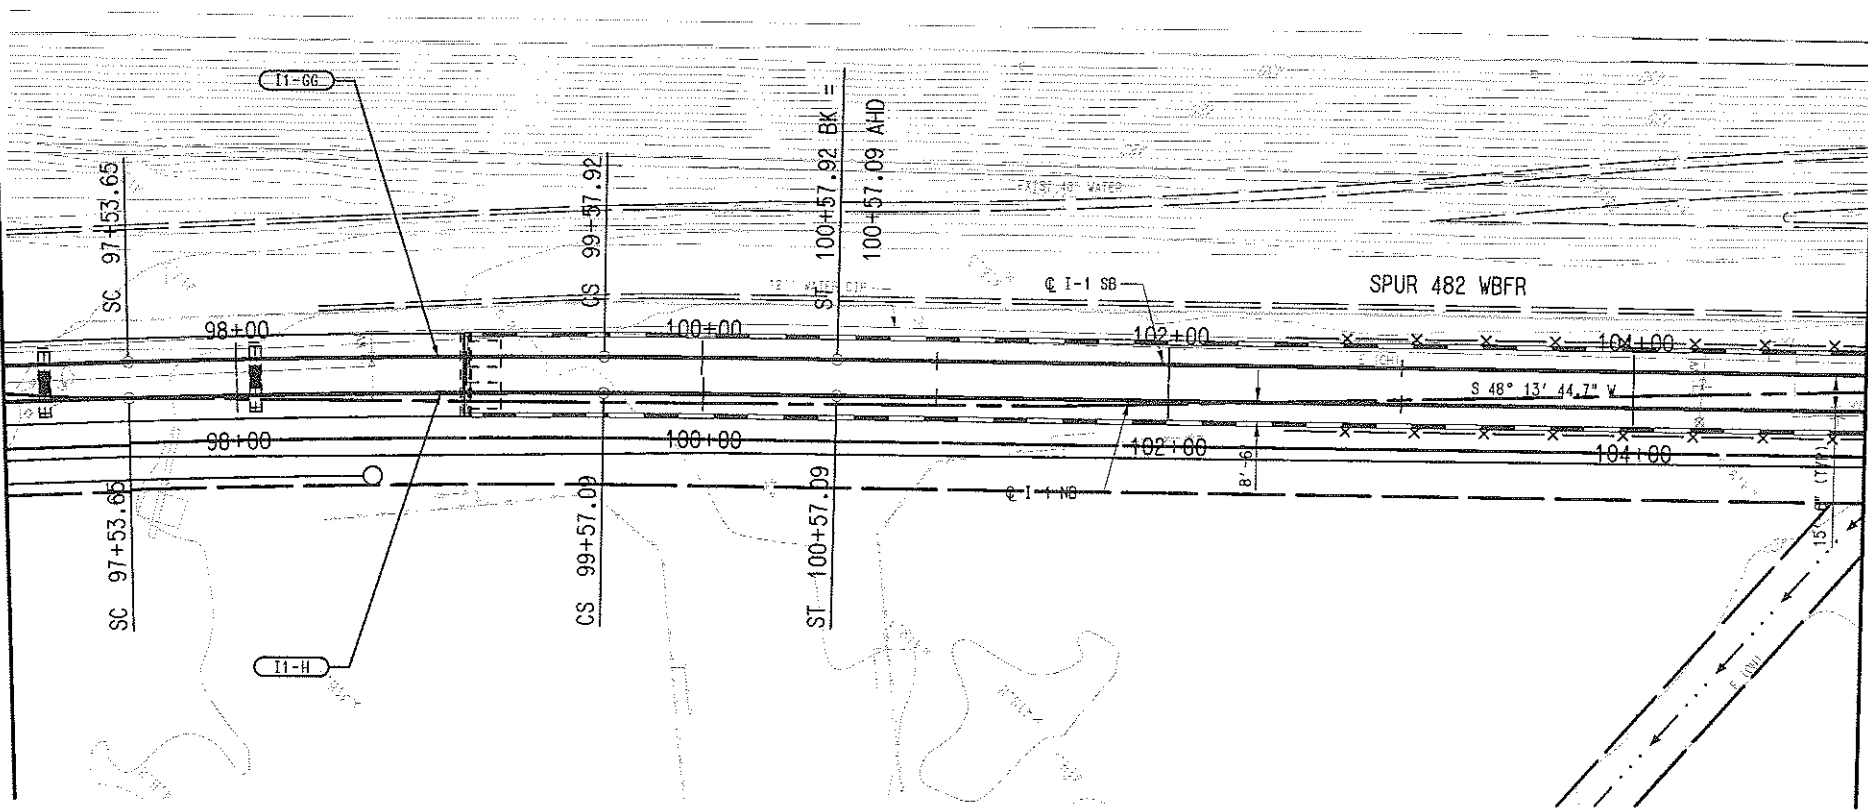 I1-GG
SC 97+53.65
CS 99+57.92
ST 100+57.92 BK =
100+57.09 AHD
EXIST 48" WATER
WATER CIP
℄ I-1 SB
SPUR 482 WBFR
98+00
100+00
102+00
104+00
S 48° 13' 44.7" W
98+00
100+00
102+00
104+00
8'-6"
℄ I-1 NB
15'-6" (TYP)
SC 97+53.65
CS 99+57.09
ST 100+57.09
I1-H